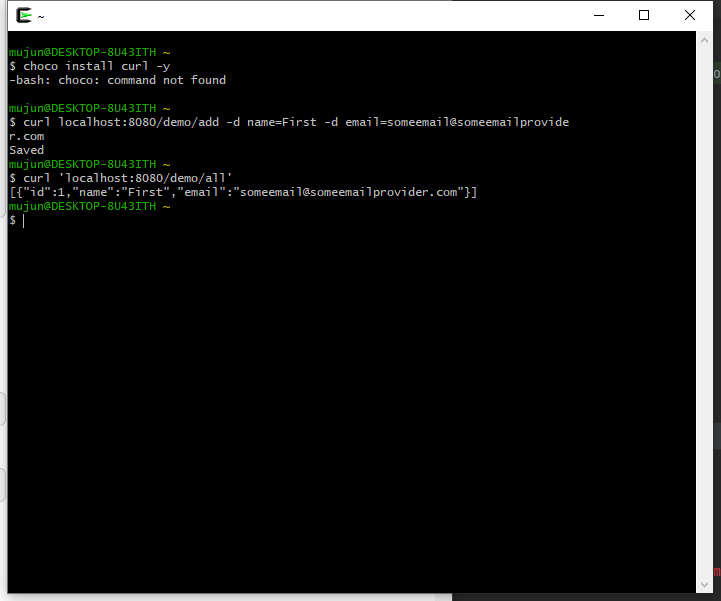 ~
mujun@DESKTOP-8U43ITH ~
$ choco install curl -y
-bash: choco: command not found
mujun@DESKTOP-8U43ITH ~
$ curl localhost:8080/demo/add -d name=First -d email=someemail@someemailprovide
r.com
Saved
mujun@DESKTOP-8U43ITH ~
$ curl 'localhost:8080/demo/all'
[{"id":1,"name":"First","email":"someemail@someemailprovider.com"}]
mujun@DESKTOP-8U43ITH ~
$